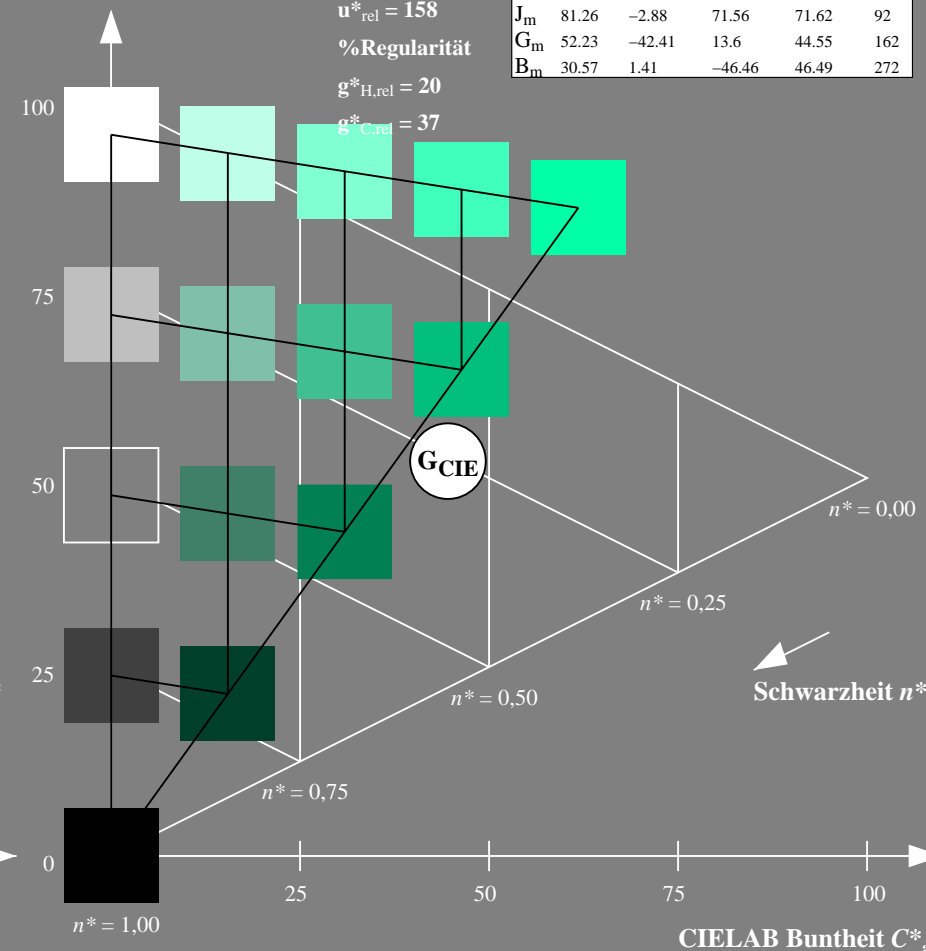 u*rel = 158
%Regularität
g*H,rel = 20
g*C,rel = 37
Jm 81.26 −2.88 71.56 71.62 92
Gm 52.23 −42.41 13.6 44.55 162
Bm 30.57 1.41 −46.46 46.49 272
100
75
50
25
0
GCIE
n* = 0,00
n* = 0,25
n* = 0,50
n* = 0,75
n* = 1,00
Schwarzheit n*
25 50 75 100
CIELAB Buntheit C*